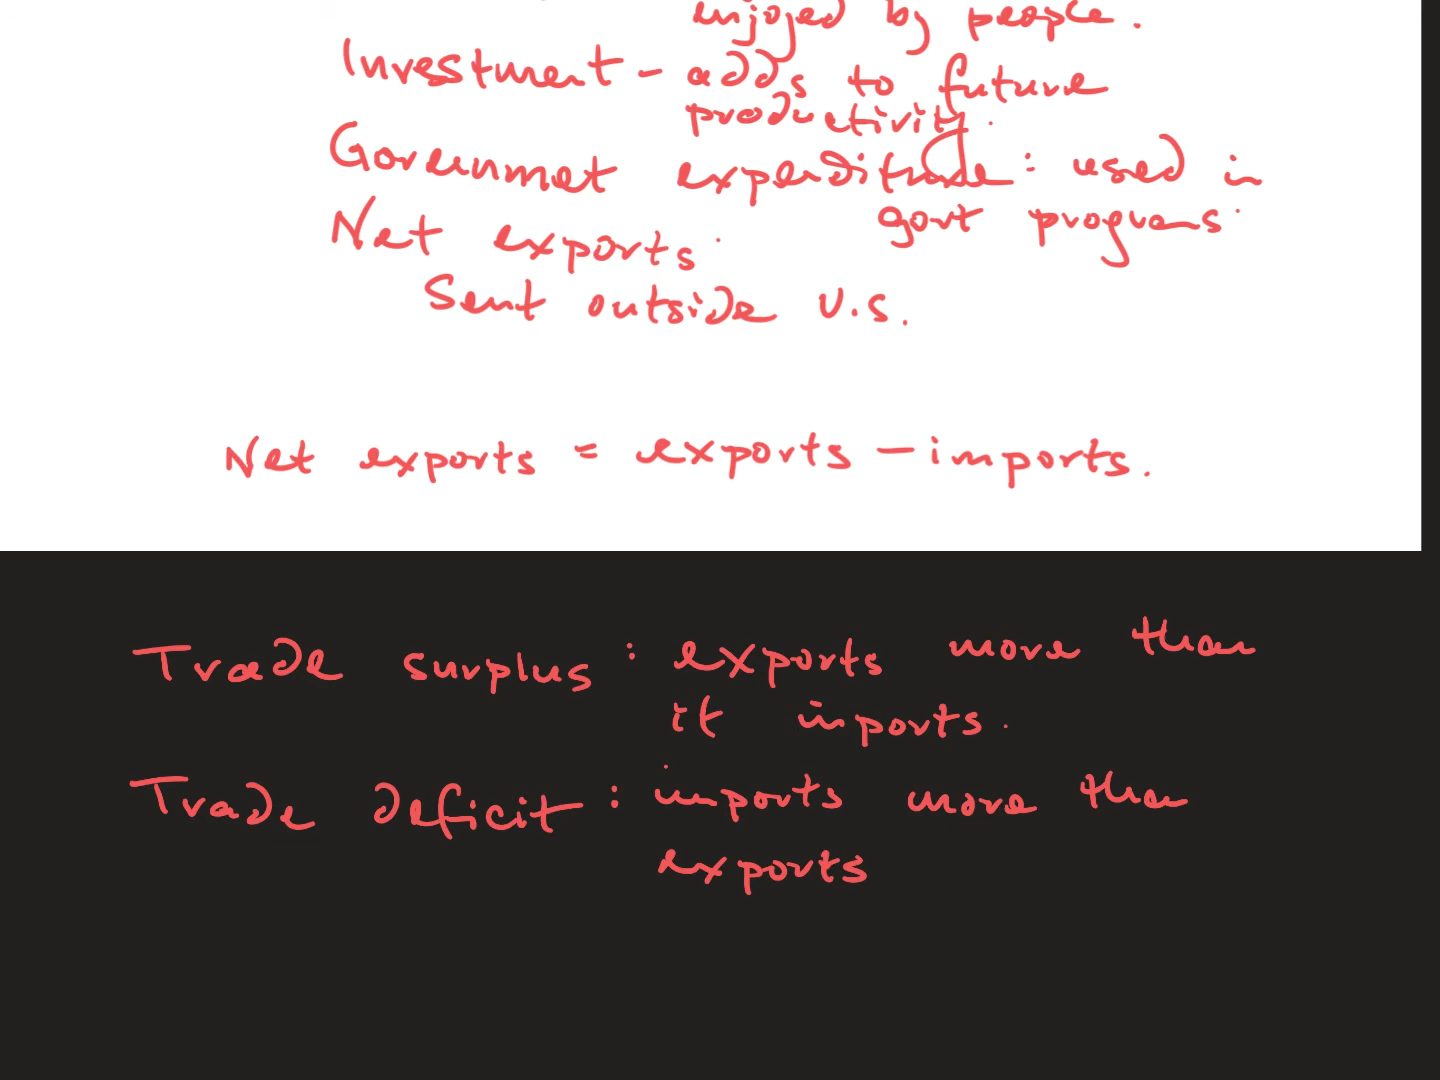 enjoyed by people.
Investment - adds to future
productivity.
Governmet expenditure: used in
govt programs.
Net exports:
Sent outside U.S.
Net exports = exports - imports.
Trade surplus : exports more than
it imports.
Trade deficit : imports more than
exports